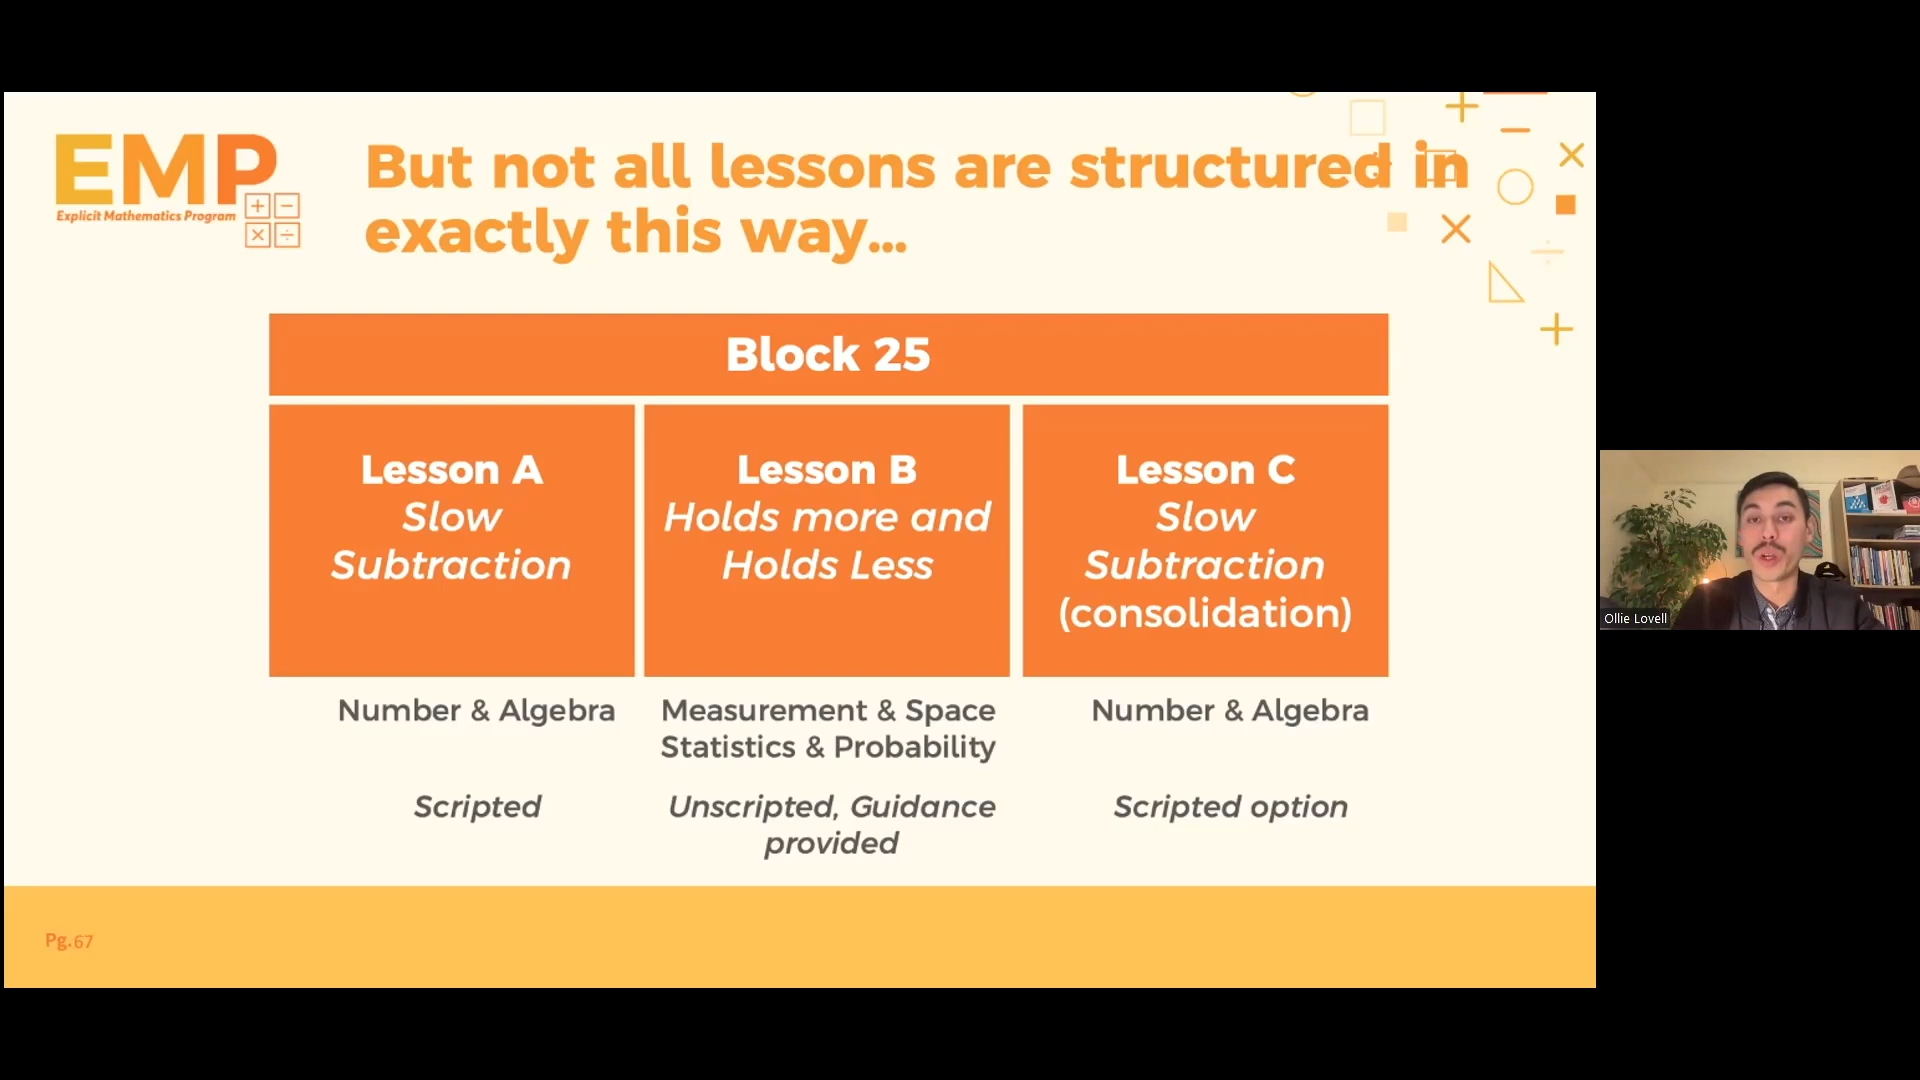 EMP
Explicit Mathematics Program
But not all lessons are structured in
exactly this way...
Block 25
Lesson A
Slow
Subtraction
Lesson B
Holds more and
Holds Less
Lesson C
Slow
Subtraction
(consolidation)
Number & Algebra
Measurement & Space
Statistics & Probability
Number & Algebra
Scripted
Unscripted, Guidance
provided
Scripted option
Pg.67
Ollie Lovell